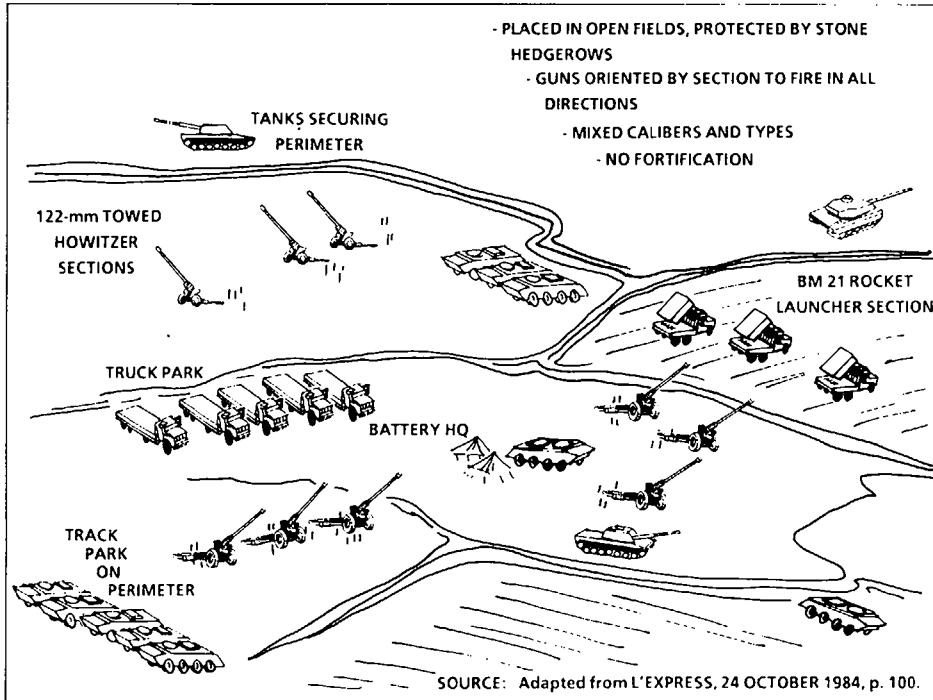 - PLACED IN OPEN FIELDS, PROTECTED BY STONE
HEDGEROWS
- GUNS ORIENTED BY SECTION TO FIRE IN ALL
DIRECTIONS
- MIXED CALIBERS AND TYPES
- NO FORTIFICATION
TANKS SECURING
PERIMETER
122-mm TOWED
HOWITZER
SECTIONS
BM 21 ROCKET
LAUNCHER SECTION
TRUCK PARK
BATTERY HQ
TRACK
PARK
ON
PERIMETER
SOURCE: Adapted from L'EXPRESS, 24 OCTOBER 1984, p. 100.